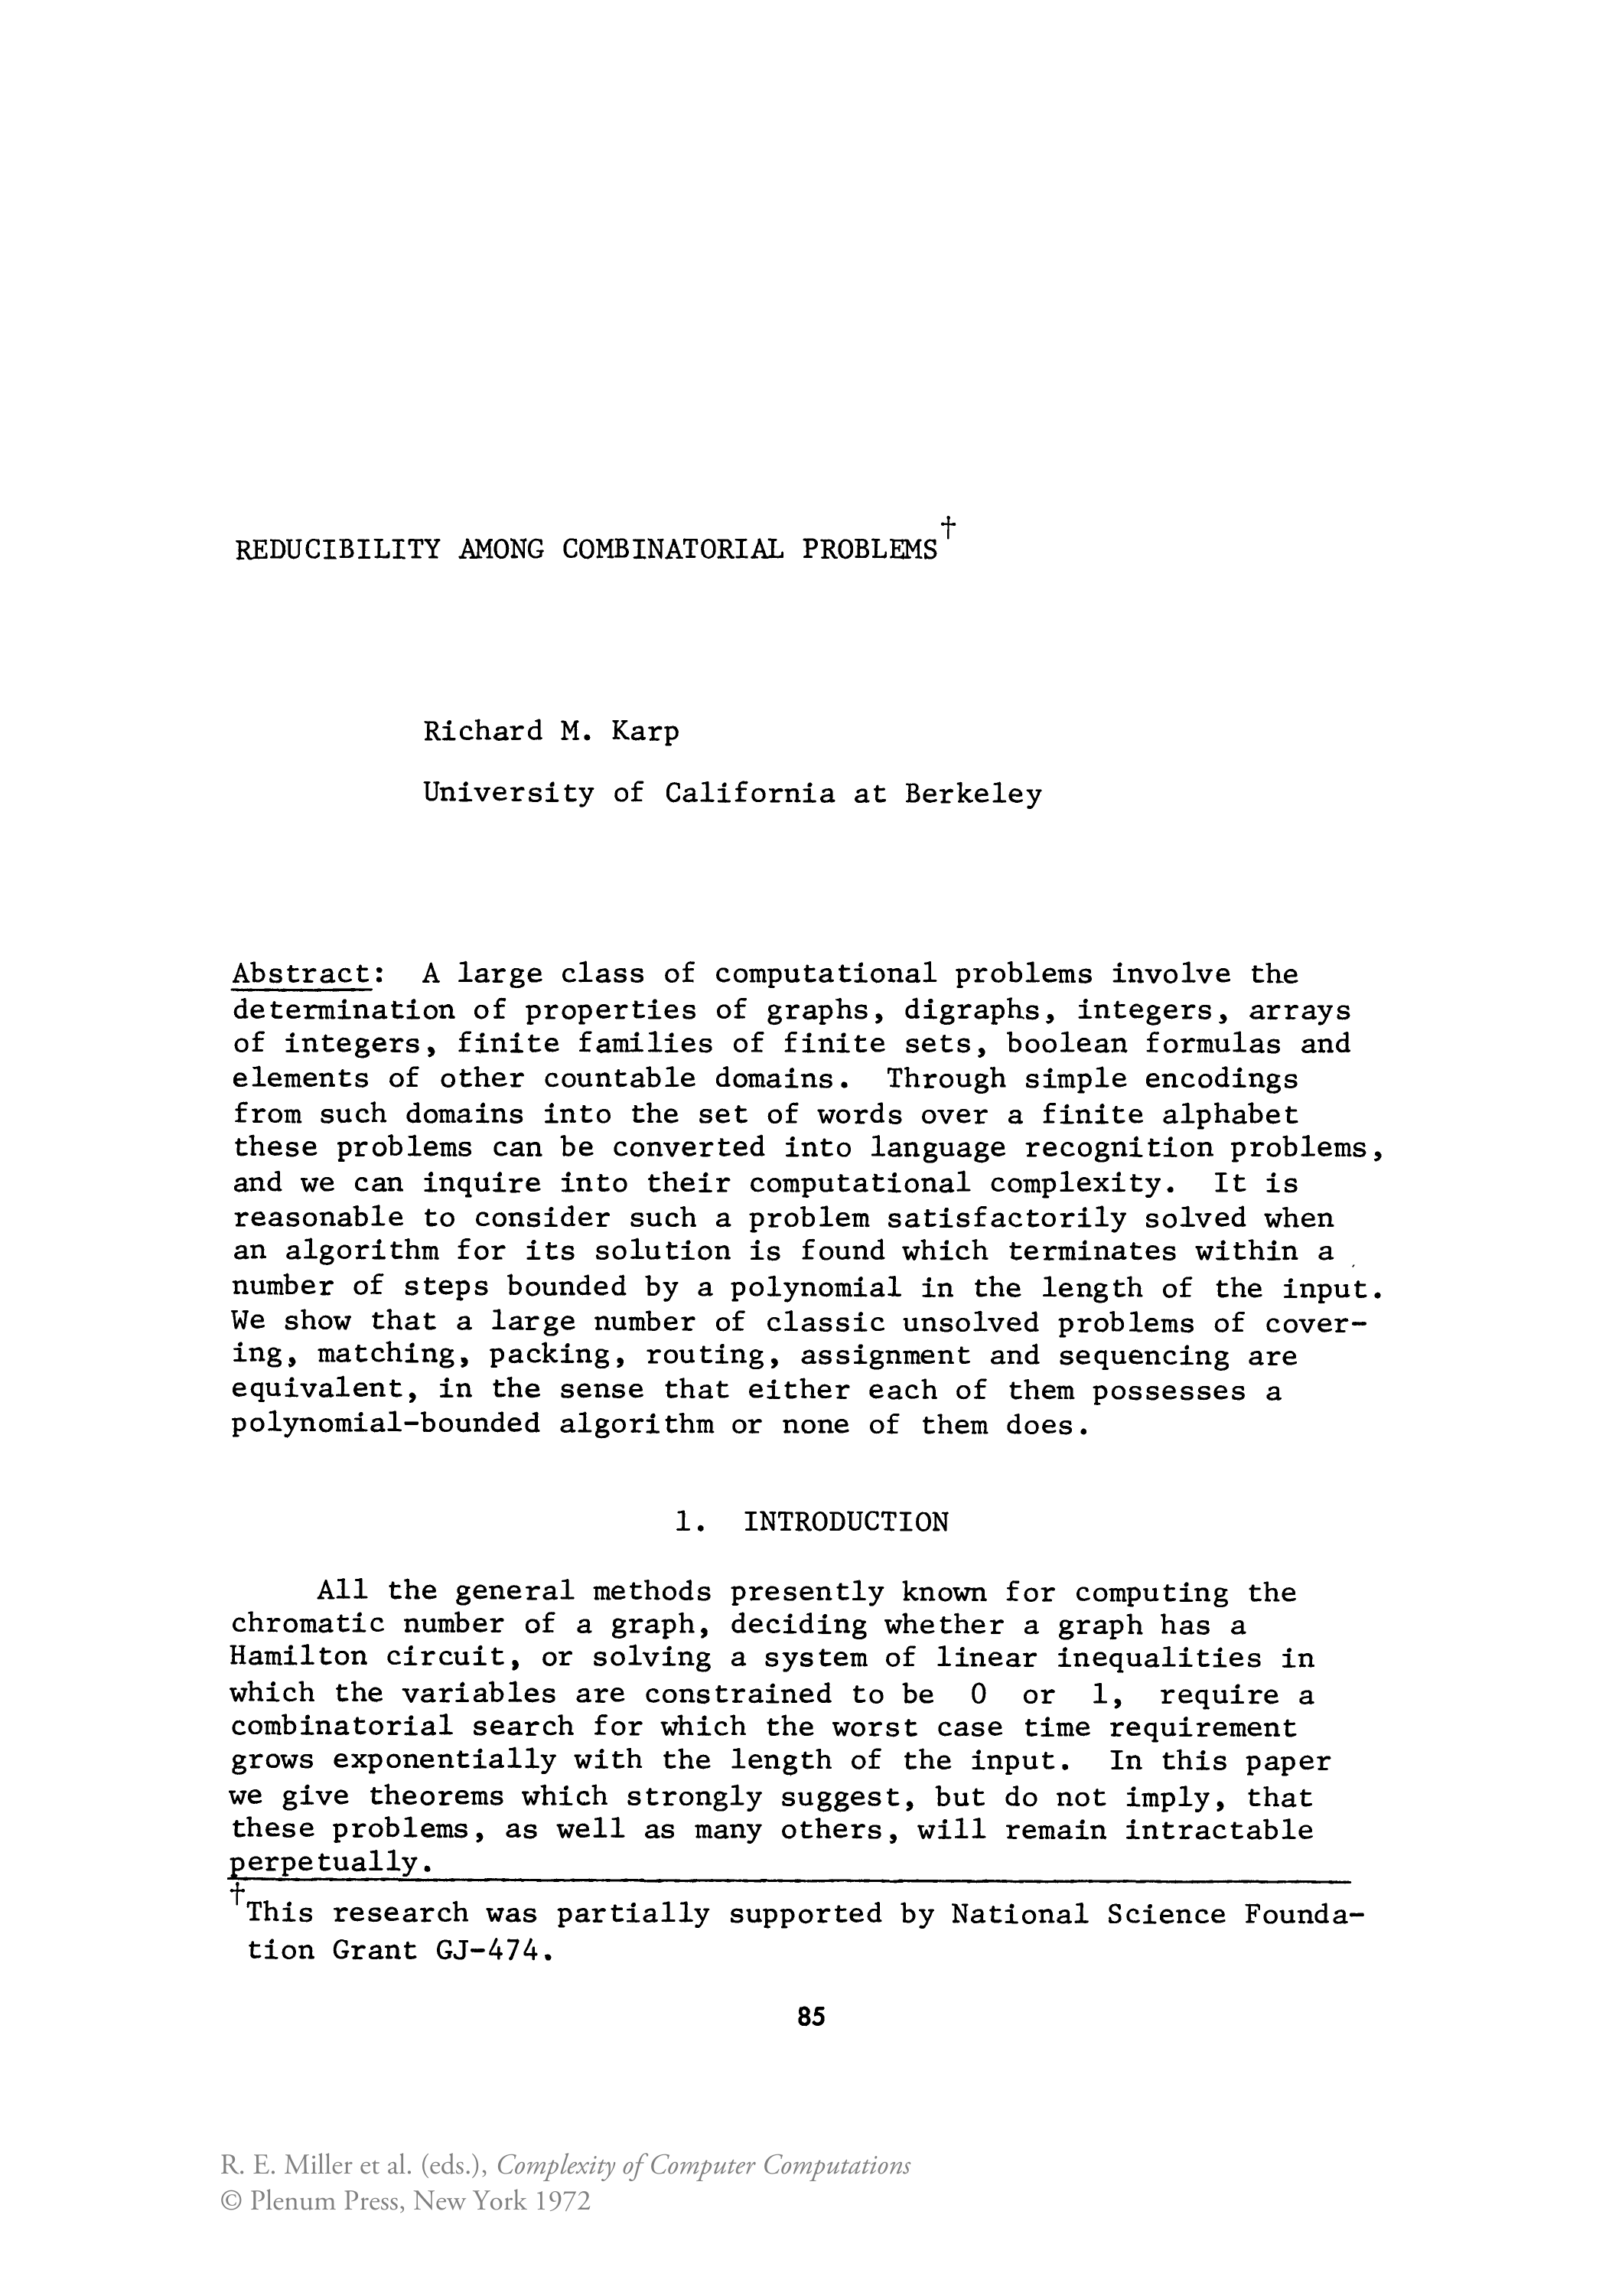 REDUCIBILITY AMONG COMBINATORIAL PROBLEMS†
Richard M. Karp
University of California at Berkeley
Abstract: A large class of computational problems involve the
determination of properties of graphs, digraphs, integers, arrays
of integers, finite families of finite sets, boolean formulas and
elements of other countable domains. Through simple encodings
from such domains into the set of words over a finite alphabet
these problems can be converted into language recognition problems,
and we can inquire into their computational complexity. It is
reasonable to consider such a problem satisfactorily solved when
an algorithm for its solution is found which terminates within a
number of steps bounded by a polynomial in the length of the input.
We show that a large number of classic unsolved problems of cover-
ing, matching, packing, routing, assignment and sequencing are
equivalent, in the sense that either each of them possesses a
polynomial-bounded algorithm or none of them does.
1. INTRODUCTION
All the general methods presently known for computing the
chromatic number of a graph, deciding whether a graph has a
Hamilton circuit, or solving a system of linear inequalities in
which the variables are constrained to be 0 or 1, require a
combinatorial search for which the worst case time requirement
grows exponentially with the length of the input. In this paper
we give theorems which strongly suggest, but do not imply, that
these problems, as well as many others, will remain intractable
perpetually.
†This research was partially supported by National Science Founda-
tion Grant GJ-474.
85
R. E. Miller et al. (eds.), Complexity of Computer Computations
© Plenum Press, New York 1972